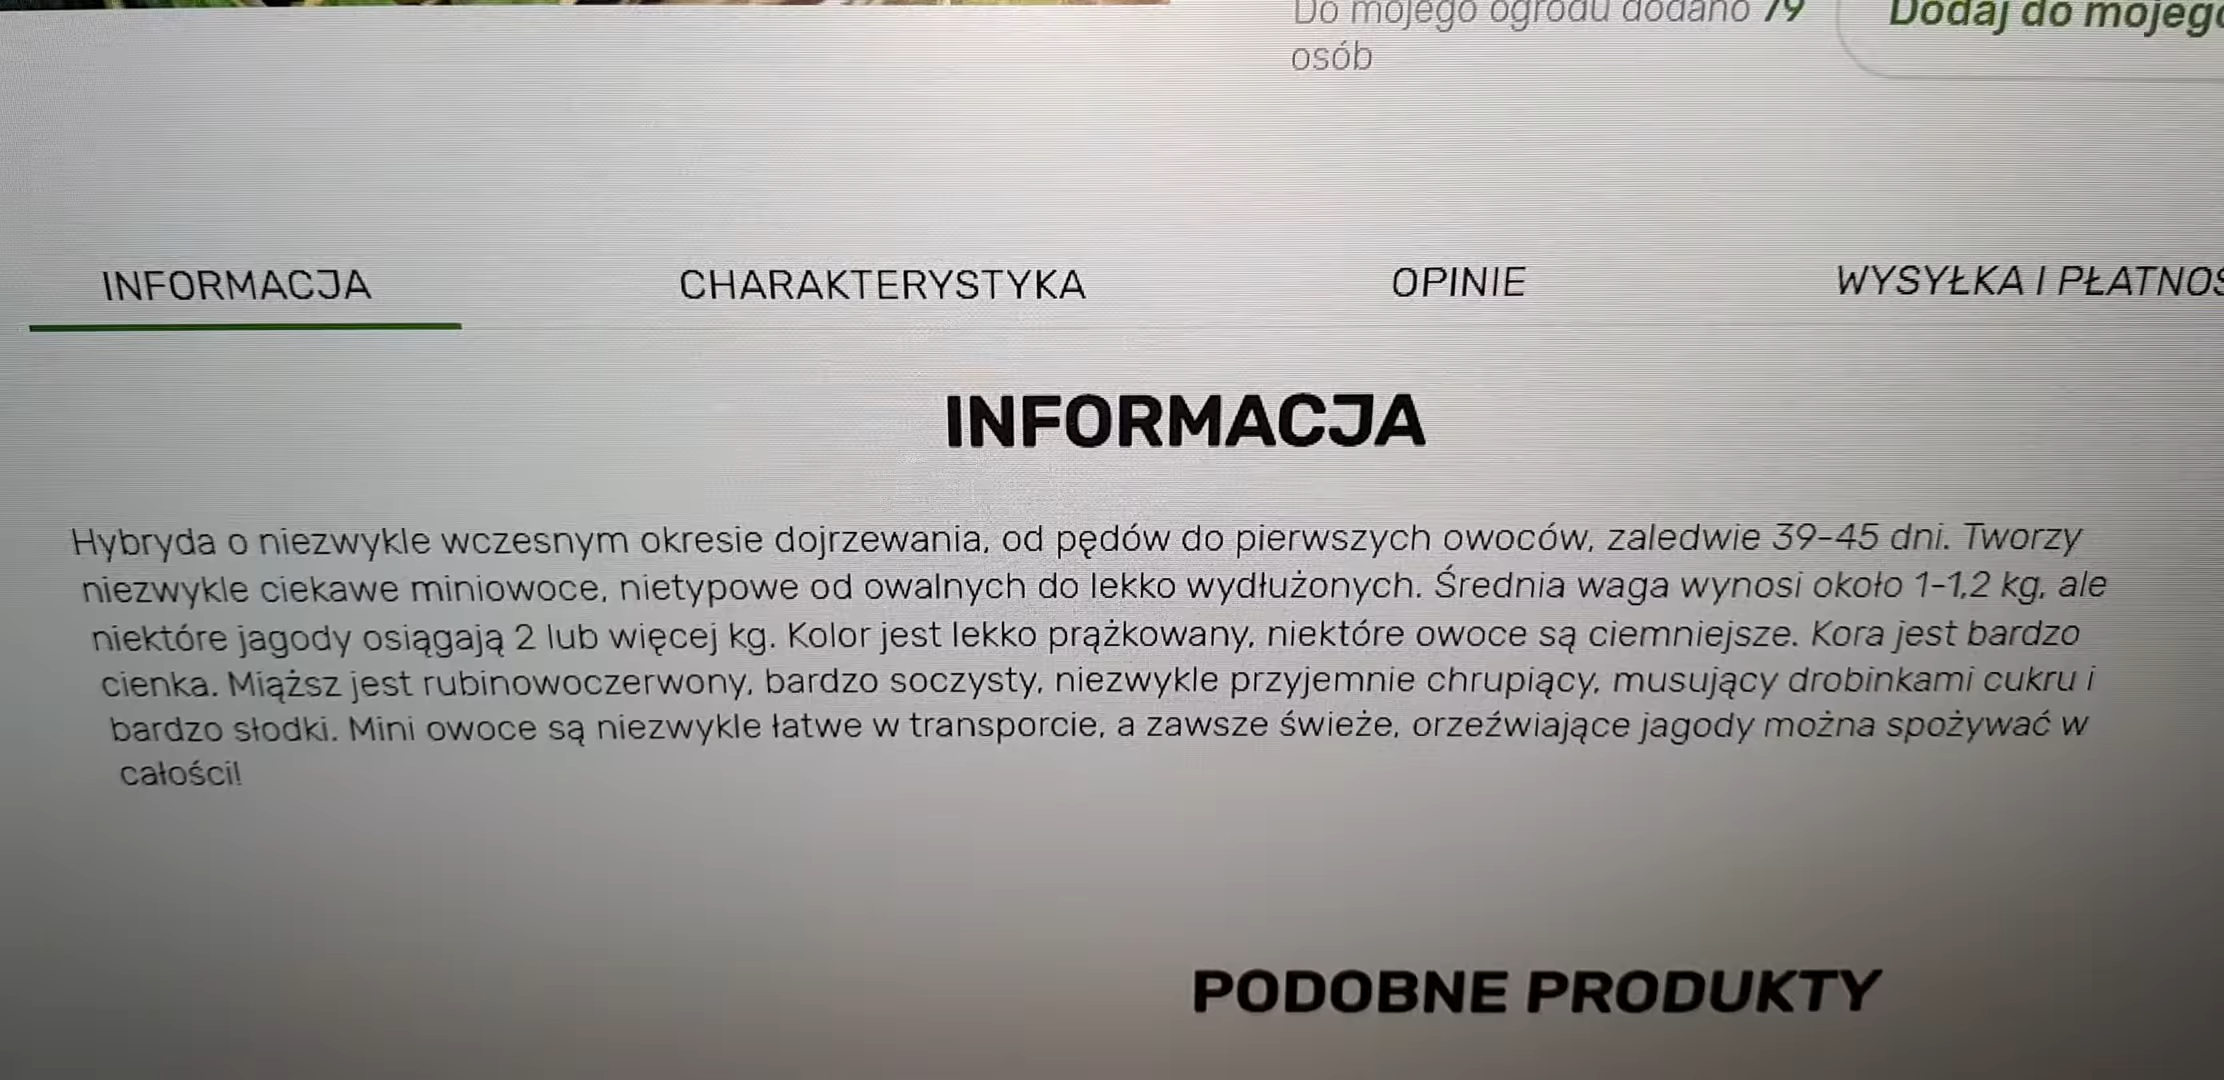 Do mojego ogrodu dodano 79
osób
Dodaj do mojego
INFORMACJA
CHARAKTERYSTYKA
OPINIE
WYSYŁKA I PŁATNOŚ
INFORMACJA
Hybryda o niezwykle wczesnym okresie dojrzewania, od pędów do pierwszych owoców, zaledwie 39-45 dni. Tworzy
niezwykle ciekawe miniowoce, nietypowe od owalnych do lekko wydłużonych. Średnia waga wynosi około 1-1,2 kg, ale
niektóre jagody osiągają 2 lub więcej kg. Kolor jest lekko prążkowany, niektóre owoce są ciemniejsze. Kora jest bardzo
cienka. Miąższ jest rubinowoczerwony, bardzo soczysty, niezwykle przyjemnie chrupiący, musujący drobinkami cukru i
bardzo słodki. Mini owoce są niezwykle łatwe w transporcie, a zawsze świeże, orzeźwiające jagody można spożywać w
całości!
PODOBNE PRODUKTY